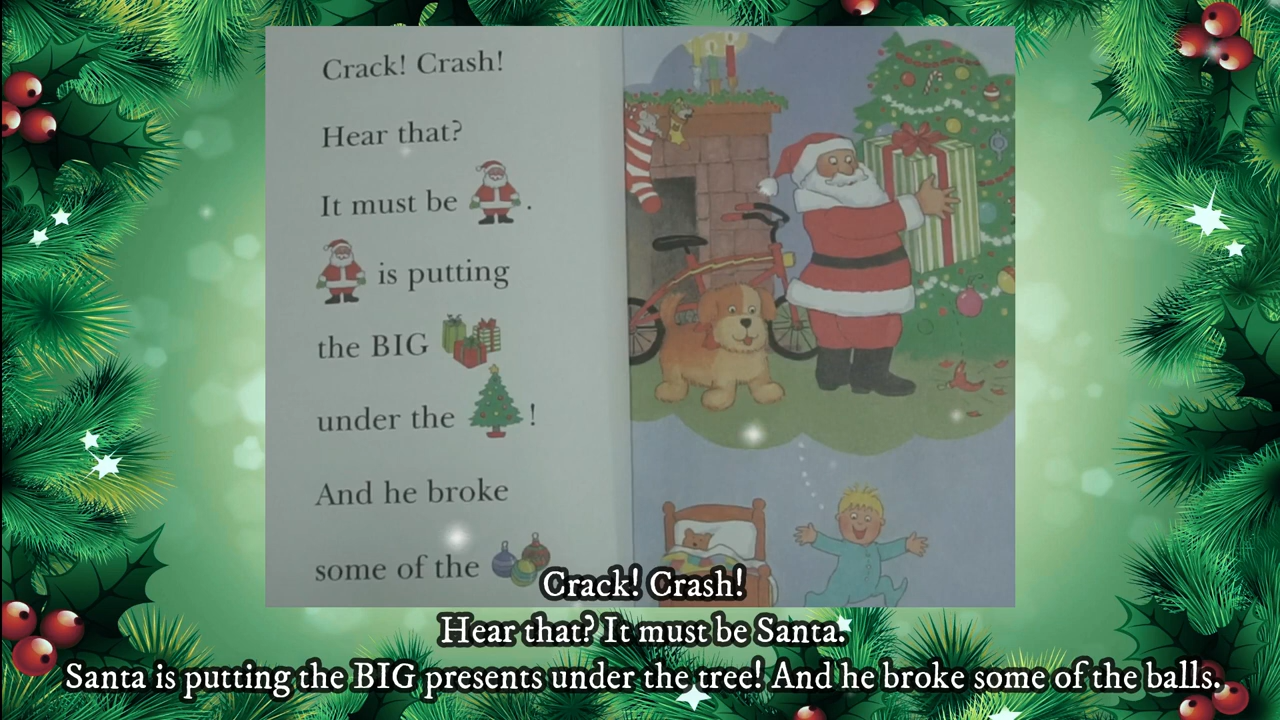 Crack! Crash!
Hear that?
It must be .
is putting
the BIG
under the !
And he broke
some of the
Crack! Crash!
Hear that? It must be Santa.
Santa is putting the BIG presents under the tree! And he broke some of the balls.